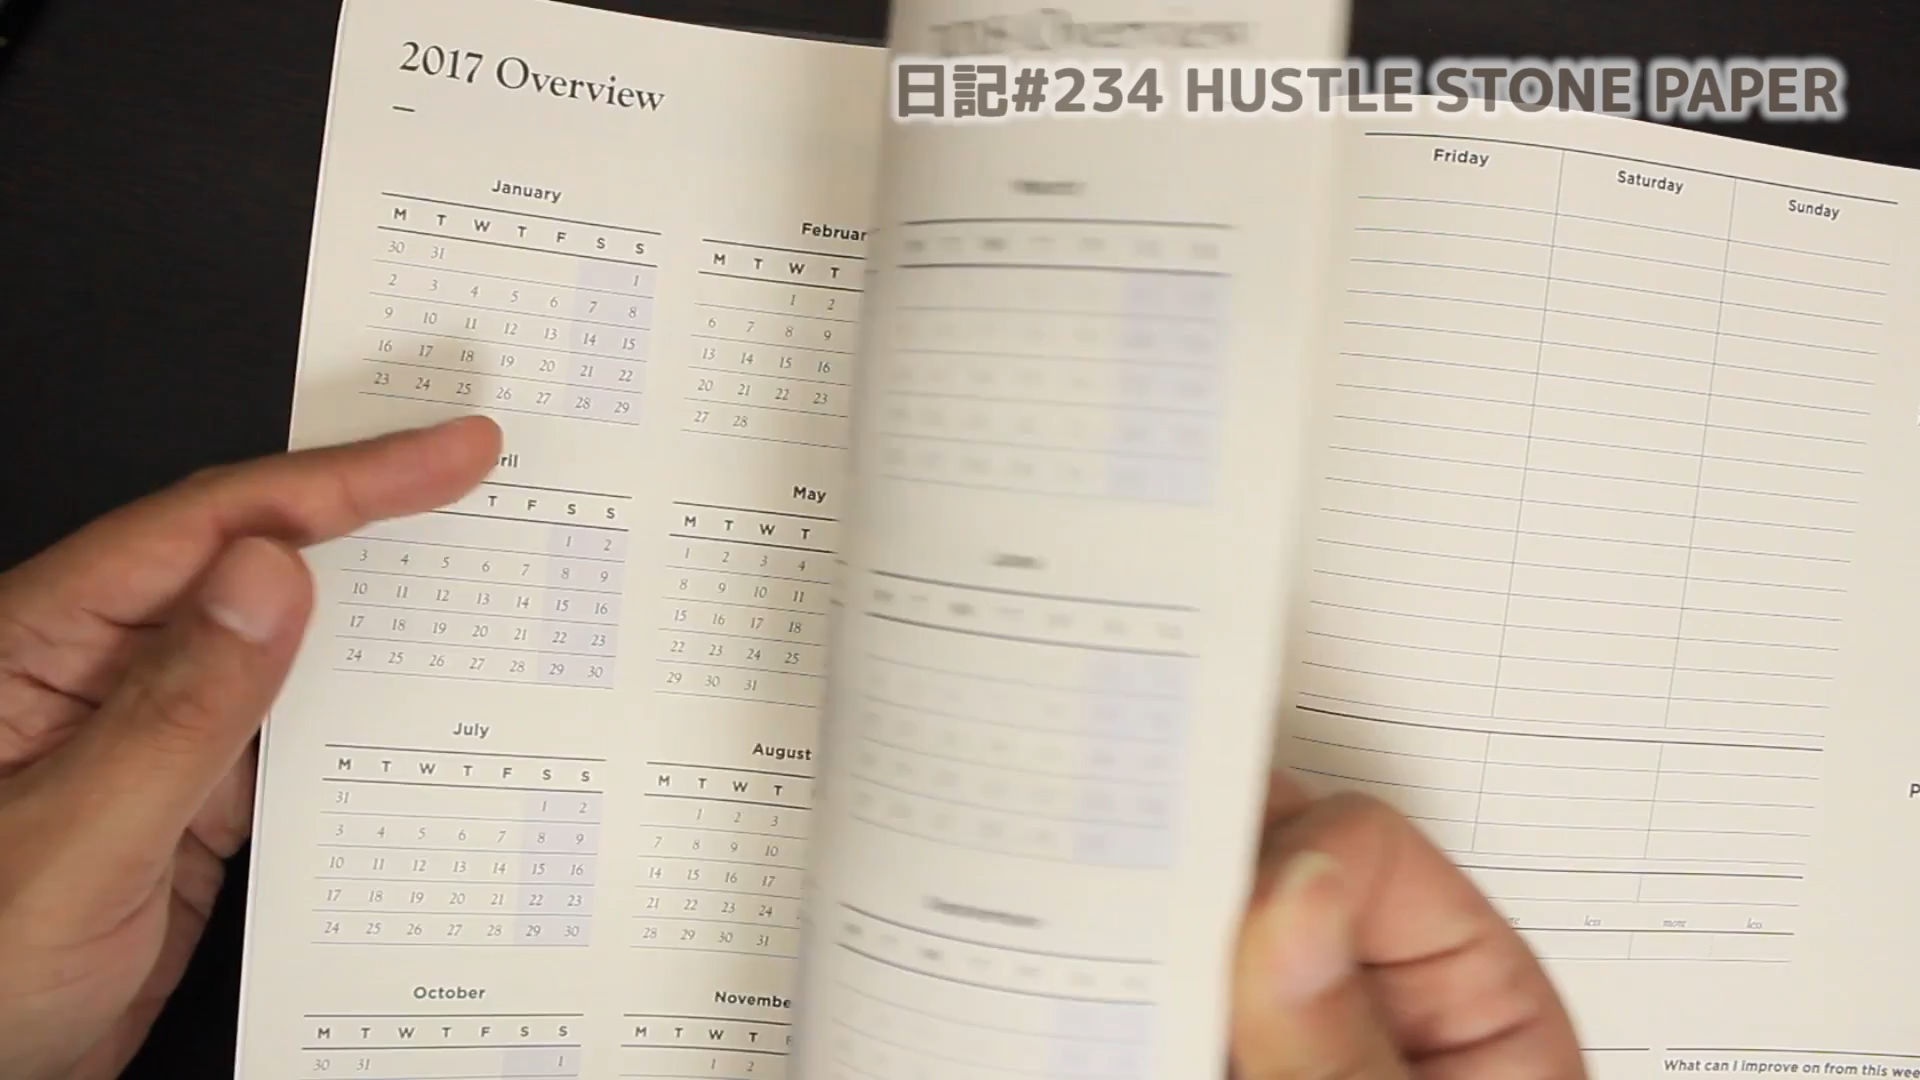 2017 Overview
日記#234 HUSTLE STONE PAPER
January
M T W T F S S
30 31 1
2 3 4 5 6 7 8
9 10 11 12 13 14 15
16 17 18 19 20 21 22
23 24 25 26 27 28 29
Februar
M T W T
1 2
6 7 8 9
13 14 15 16
20 21 22 23
27 28
ril
T F S S
1 2
3 4 5 6 7 8 9
10 11 12 13 14 15 16
17 18 19 20 21 22 23
24 25 26 27 28 29 30
May
M T W T
1 2 3 4
8 9 10 11
15 16 17 18
22 23 24 25
29 30 31
July
M T W T F S S
31 1 2
3 4 5 6 7 8 9
10 11 12 13 14 15 16
17 18 19 20 21 22 23
24 25 26 27 28 29 30
August
M T W T
1 2 3
7 8 9 10
14 15 16 17
21 22 23 24
28 29 30 31
October
M T W T F S S
30 31 1
Novembe
M T W T F
1 2
Friday Saturday Sunday
less more less
What can I improve on from this wee